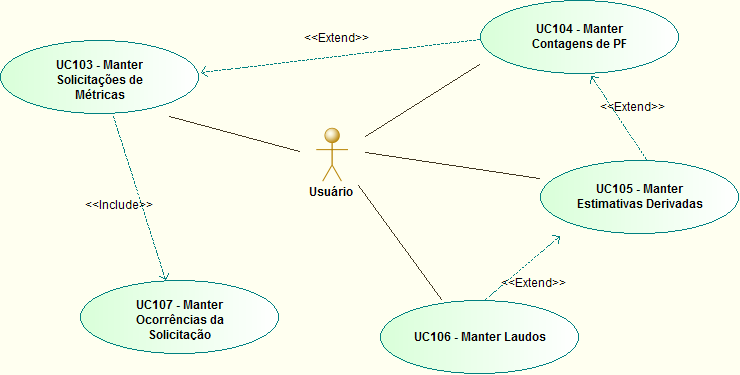 UC104 - Manter
Contagens de PF
<<Extend>>
UC103 - Manter
Solicitações de
Métricas
<<Extend>>
Usuário
UC105 - Manter
Estimativas Derivadas
<<Include>>
<<Extend>>
UC107 - Manter
Ocorrências da
Solicitação
UC106 - Manter Laudos